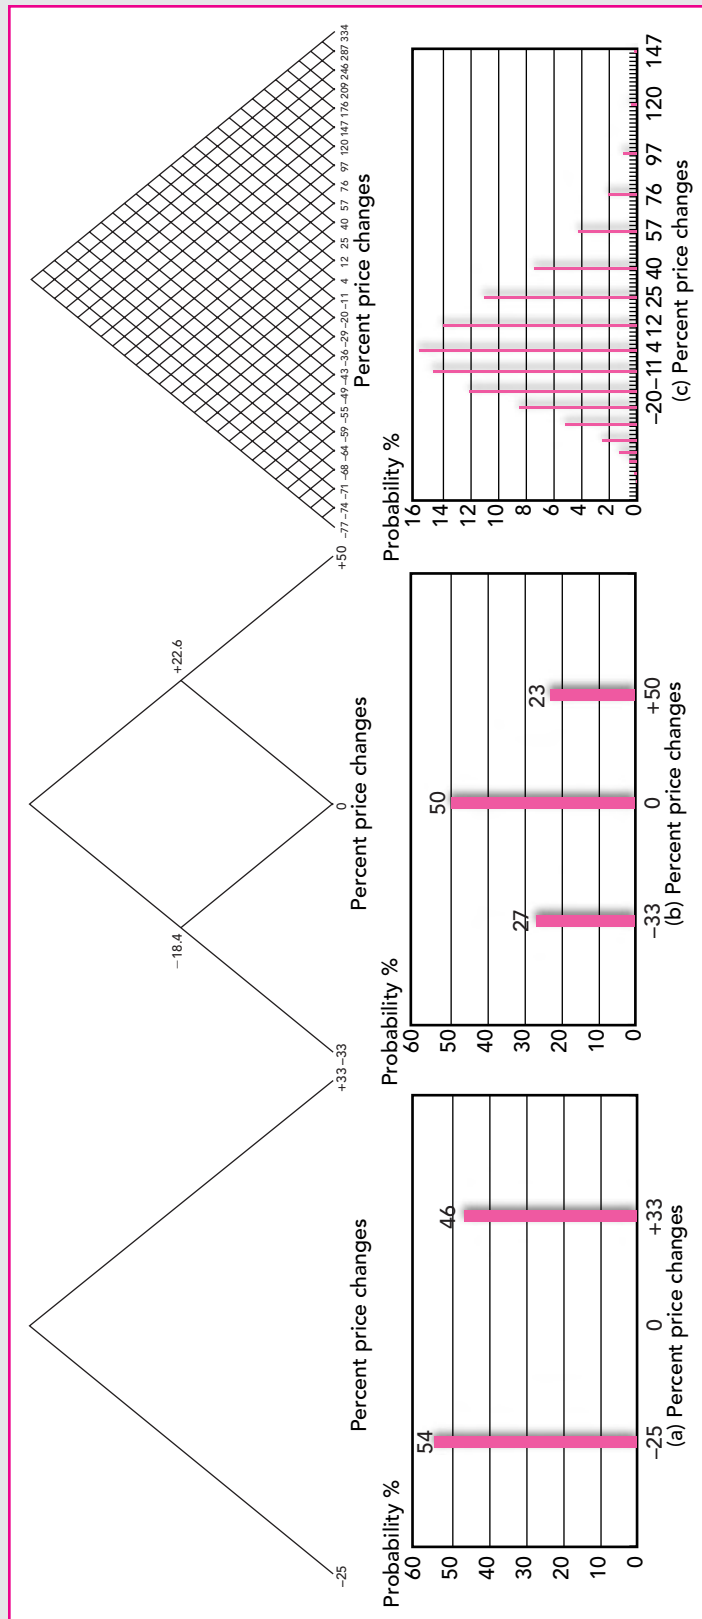 −25 +33
Percent price changes
Probability %
60
50
40
30
20
10
0
54
46
−25 0 +33
(a) Percent price changes
−18.4 +22.6
−33 0 +50
Percent price changes
Probability %
60
50
40
30
20
10
0
27
50
23
−33 0 +50
(b) Percent price changes
−77 −74 −71 −68 −64 −59 −55 −49 −43 −36 −29 −20 −11 4 12 25 40 57 76 97 120 147 176 209 246 287 334
Percent price changes
Probability %
16
14
12
10
8
6
4
2
0
−20 −11 4 12 25 40 57 76 97 120 147
(c) Percent price changes